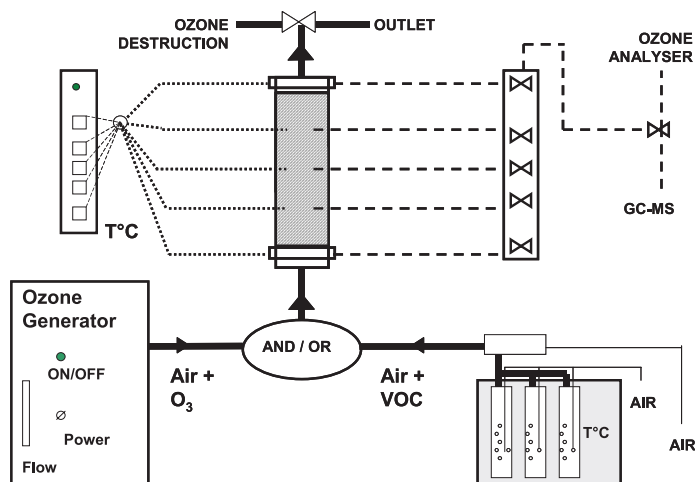 OZONE
DESTRUCTION
OUTLET
OZONE
ANALYSER
T°C
GC-MS
Ozone
Generator
ON/OFF
Power
Flow
Air +
O₃
AND / OR
Air +
VOC
T°C
AIR
AIR